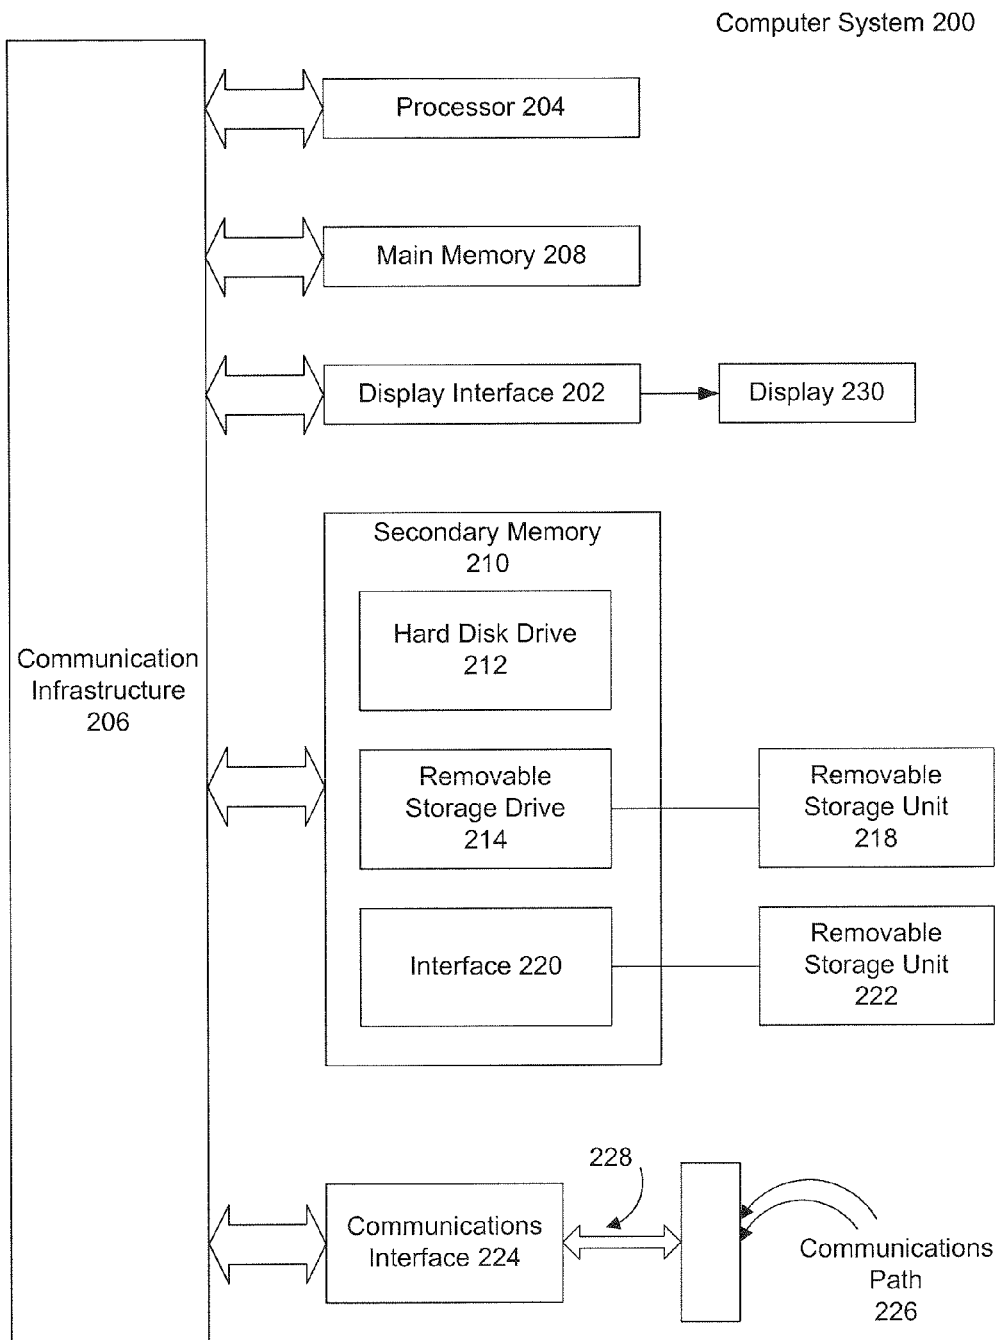 Computer System 200
Processor 204
Main Memory 208
Display Interface 202
Display 230
Secondary Memory
210
Hard Disk Drive
212
Communication
Infrastructure
206
Removable
Storage Drive
214
Removable
Storage Unit
218
Interface 220
Removable
Storage Unit
222
228
Communications
Interface 224
Communications
Path
226